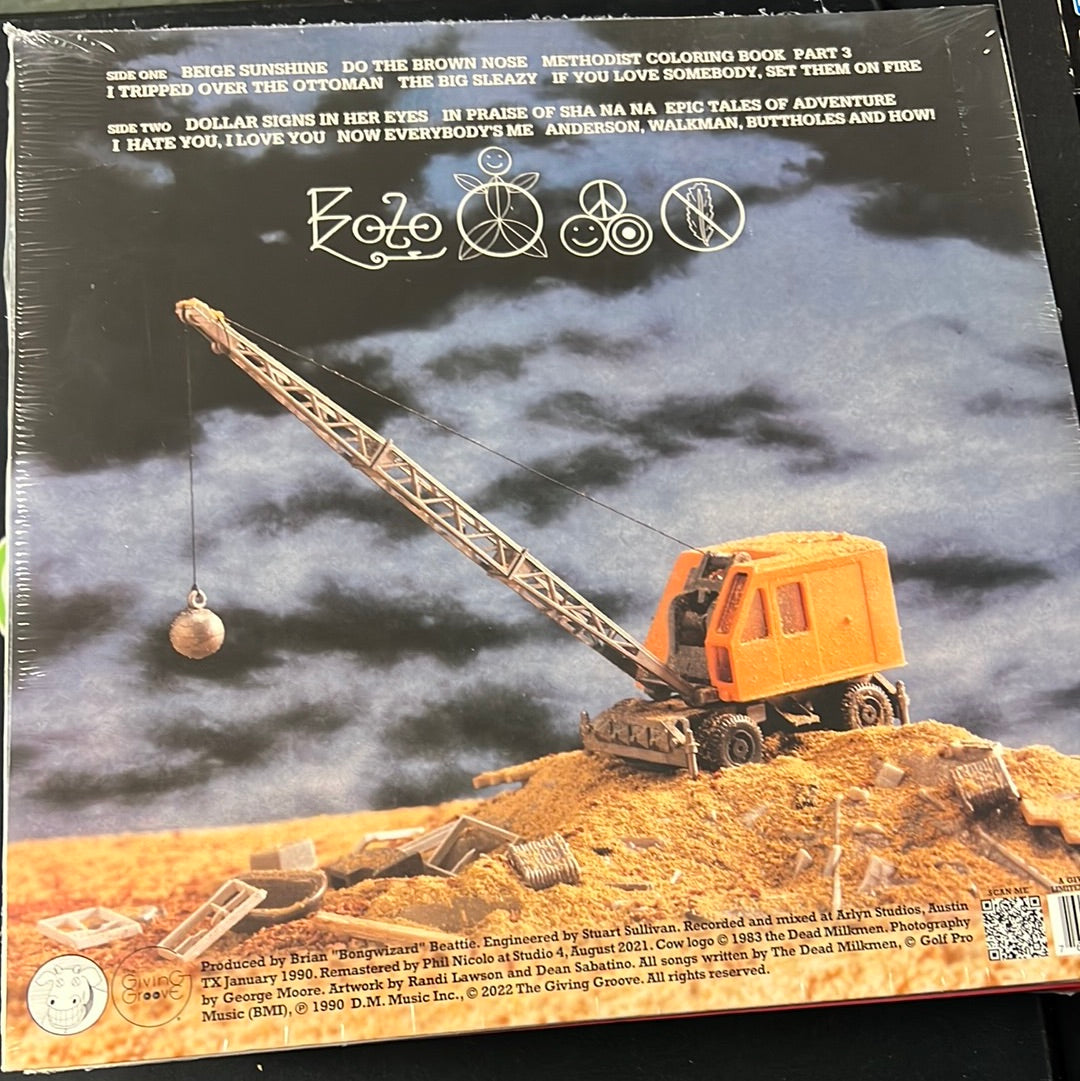 SIDE ONE BEIGE SUNSHINE DO THE BROWN NOSE METHODIST COLORING BOOK PART 3
I TRIPPED OVER THE OTTOMAN THE BIG SLEAZY IF YOU LOVE SOMEBODY, SET THEM ON FIRE
SIDE TWO DOLLAR SIGNS IN HER EYES IN PRAISE OF SHA NA NA EPIC TALES OF ADVENTURE
I HATE YOU, I LOVE YOU NOW EVERYBODY'S ME ANDERSON, WALKMAN, BUTTHOLES AND HOW!
Bozo
Produced by Brian "Bongwizard" Beattie. Engineered by Stuart Sullivan. Recorded and mixed at Arlyn Studios, Austin
TX January 1990. Remastered by Phil Nicolo at Studio 4, August 2021. Cow logo © 1983 the Dead Milkmen. Photography
by George Moore. Artwork by Randi Lawson and Dean Sabatino. All songs written by The Dead Milkmen, © Golf Pro
Music (BMI), ℗ 1990 D.M. Music Inc., © 2022 The Giving Groove. All rights reserved.
Giving
Groove
SCAN ME
A
7